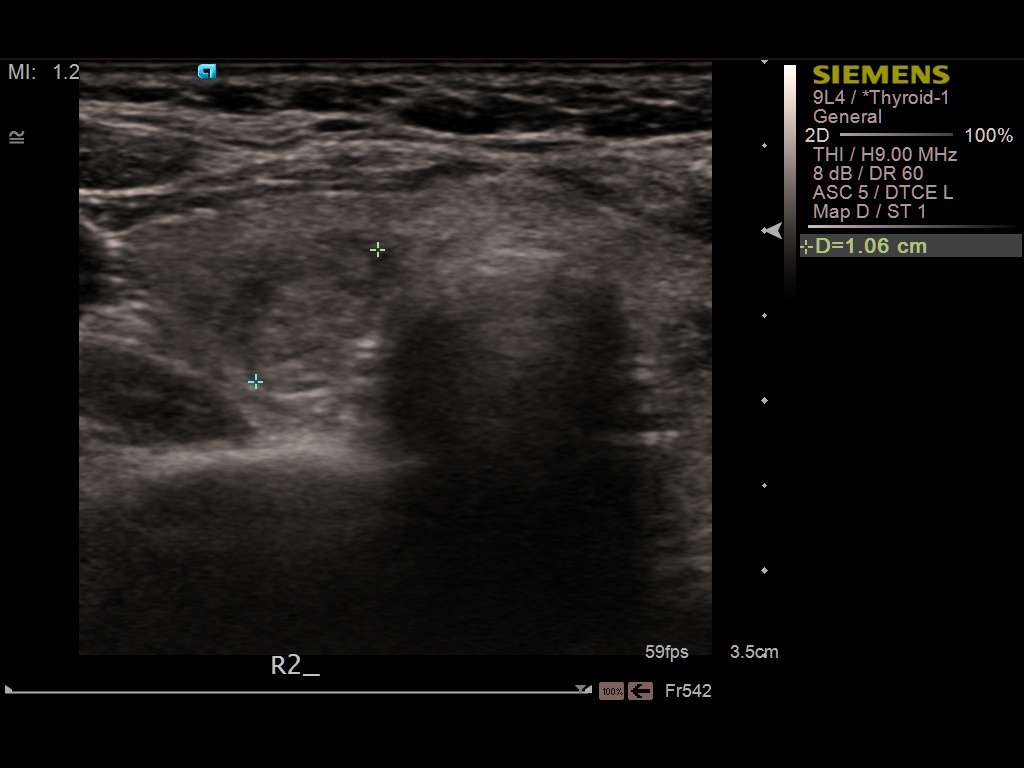 MI: 1.2
SIEMENS
9L4 / *Thyroid-1
General
2D 100%
THI / H9.00 MHz
8 dB / DR 60
ASC 5 / DTCE L
Map D / ST 1
D=1.06 cm
R2_
59fps 3.5cm
100% Fr542